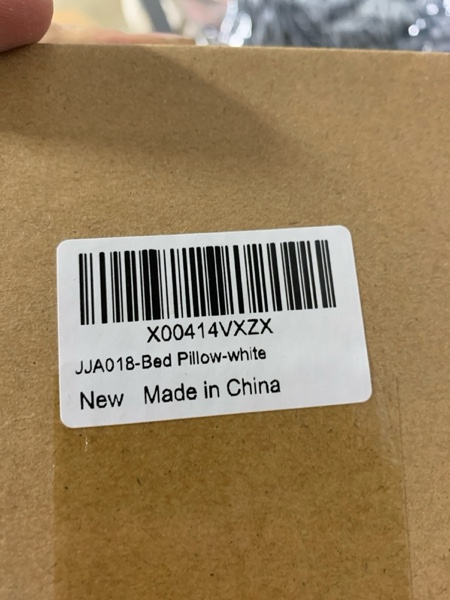 X00414VXZX
JJA018-Bed Pillow-white
New Made in China